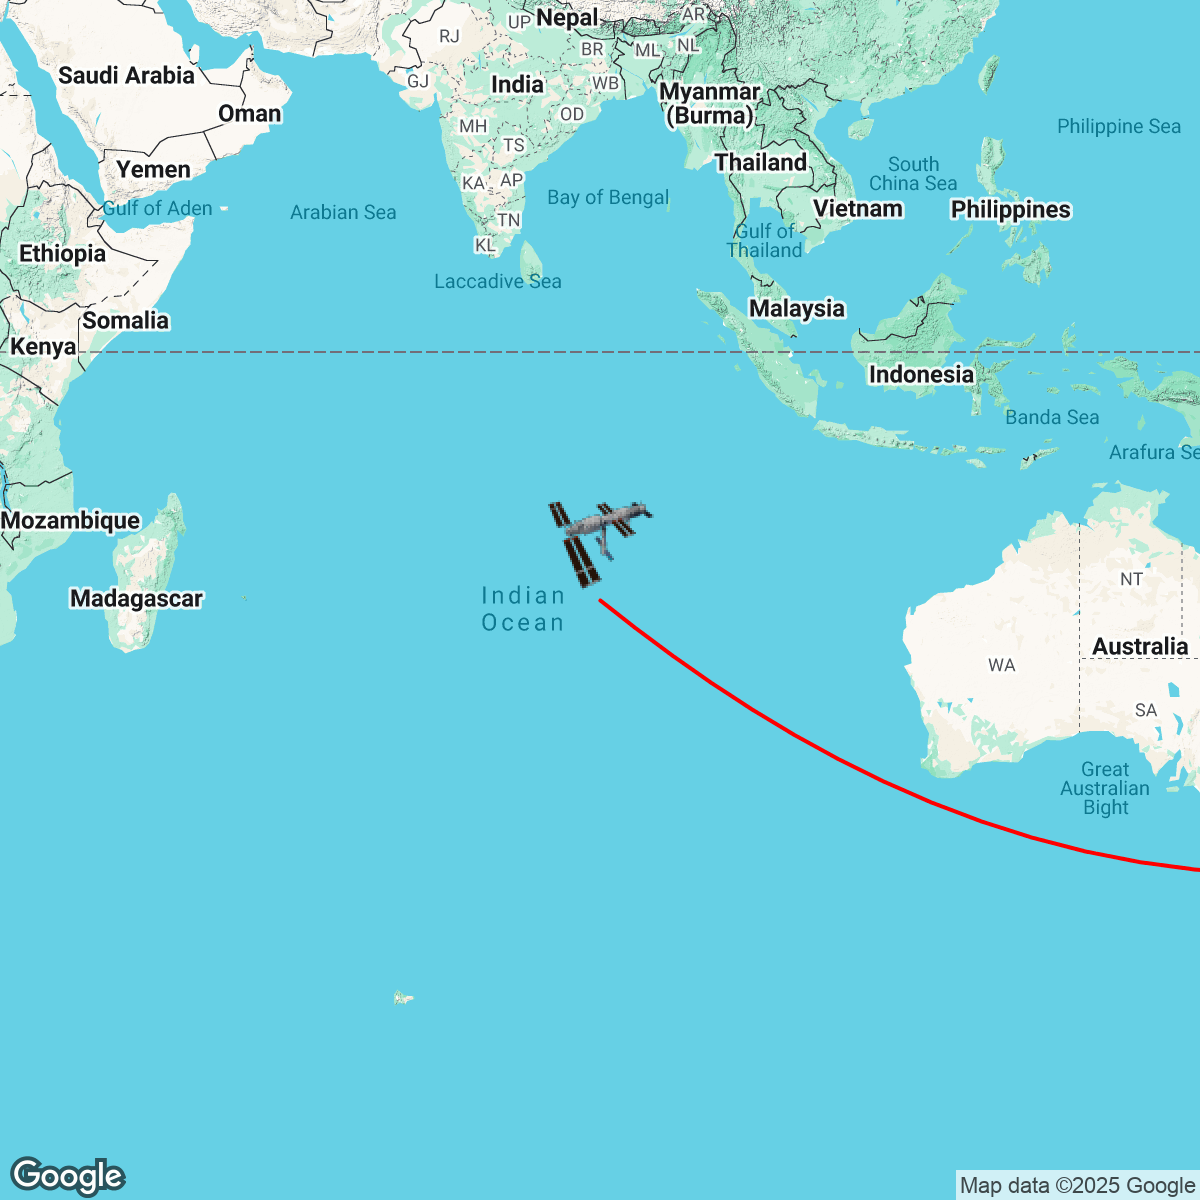 Nepal
AR
UP
RJ
BR
ML
NL
Saudi Arabia
GJ
India
WB
Myanmar
(Burma)
Oman
OD
MH
TS
Philippine Sea
Yemen
Thailand
South
China Sea
KA
AP
Bay of Bengal
Gulf of Aden
Arabian Sea
TN
Vietnam
Philippines
KL
Gulf of
Thailand
Ethiopia
Laccadive Sea
Malaysia
Somalia
Kenya
Indonesia
Banda Sea
Arafura Se
Mozambique
NT
Madagascar
Indian
Ocean
Australia
WA
SA
Great
Australian
Bight
Google
Map data ©2025 Google